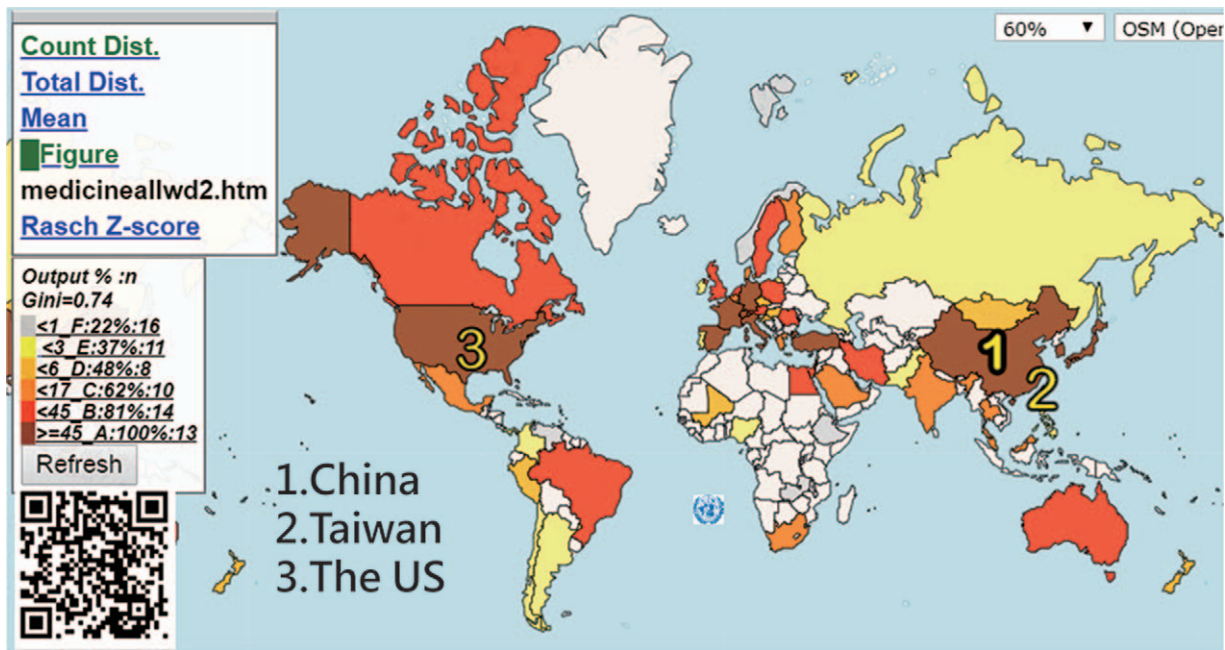 Count Dist.
Total Dist.
Mean
Figure
medicineallwd2.htm
Rasch Z-score
Output % :n
Gini=0.74
<1_F:22%:16
<3_E:37%:11
<6_D:48%:8
<17_C:62%:10
<45_B:81%:14
>=45_A:100%:13
Refresh
60%
OSM (Oper
3
1
2
1.China
2.Taiwan
3.The US